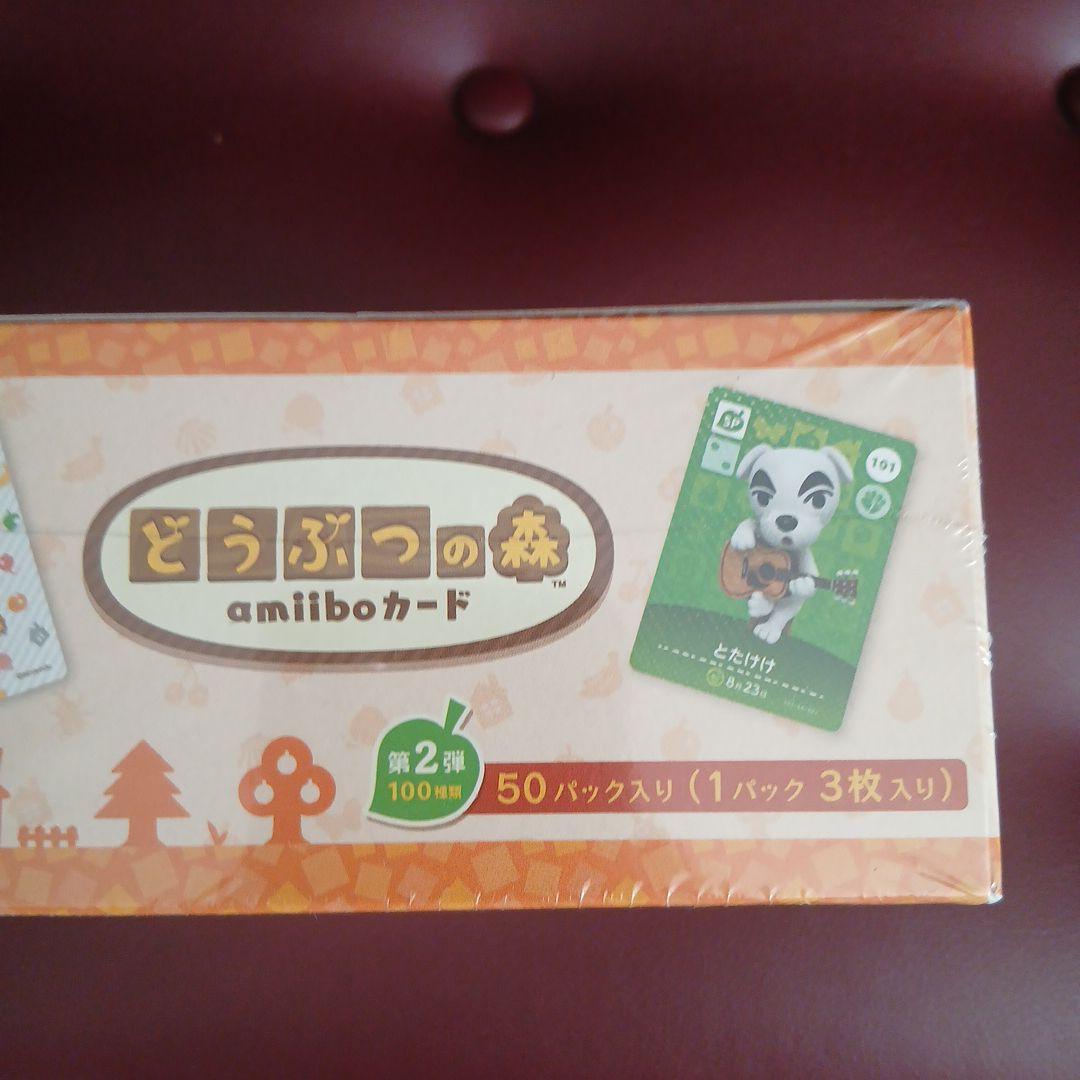 どうぶつの森™
amiiboカード
SP
101
とたけけ
8月23日
第2弾
100種類
50パック入り（1パック 3枚入り）